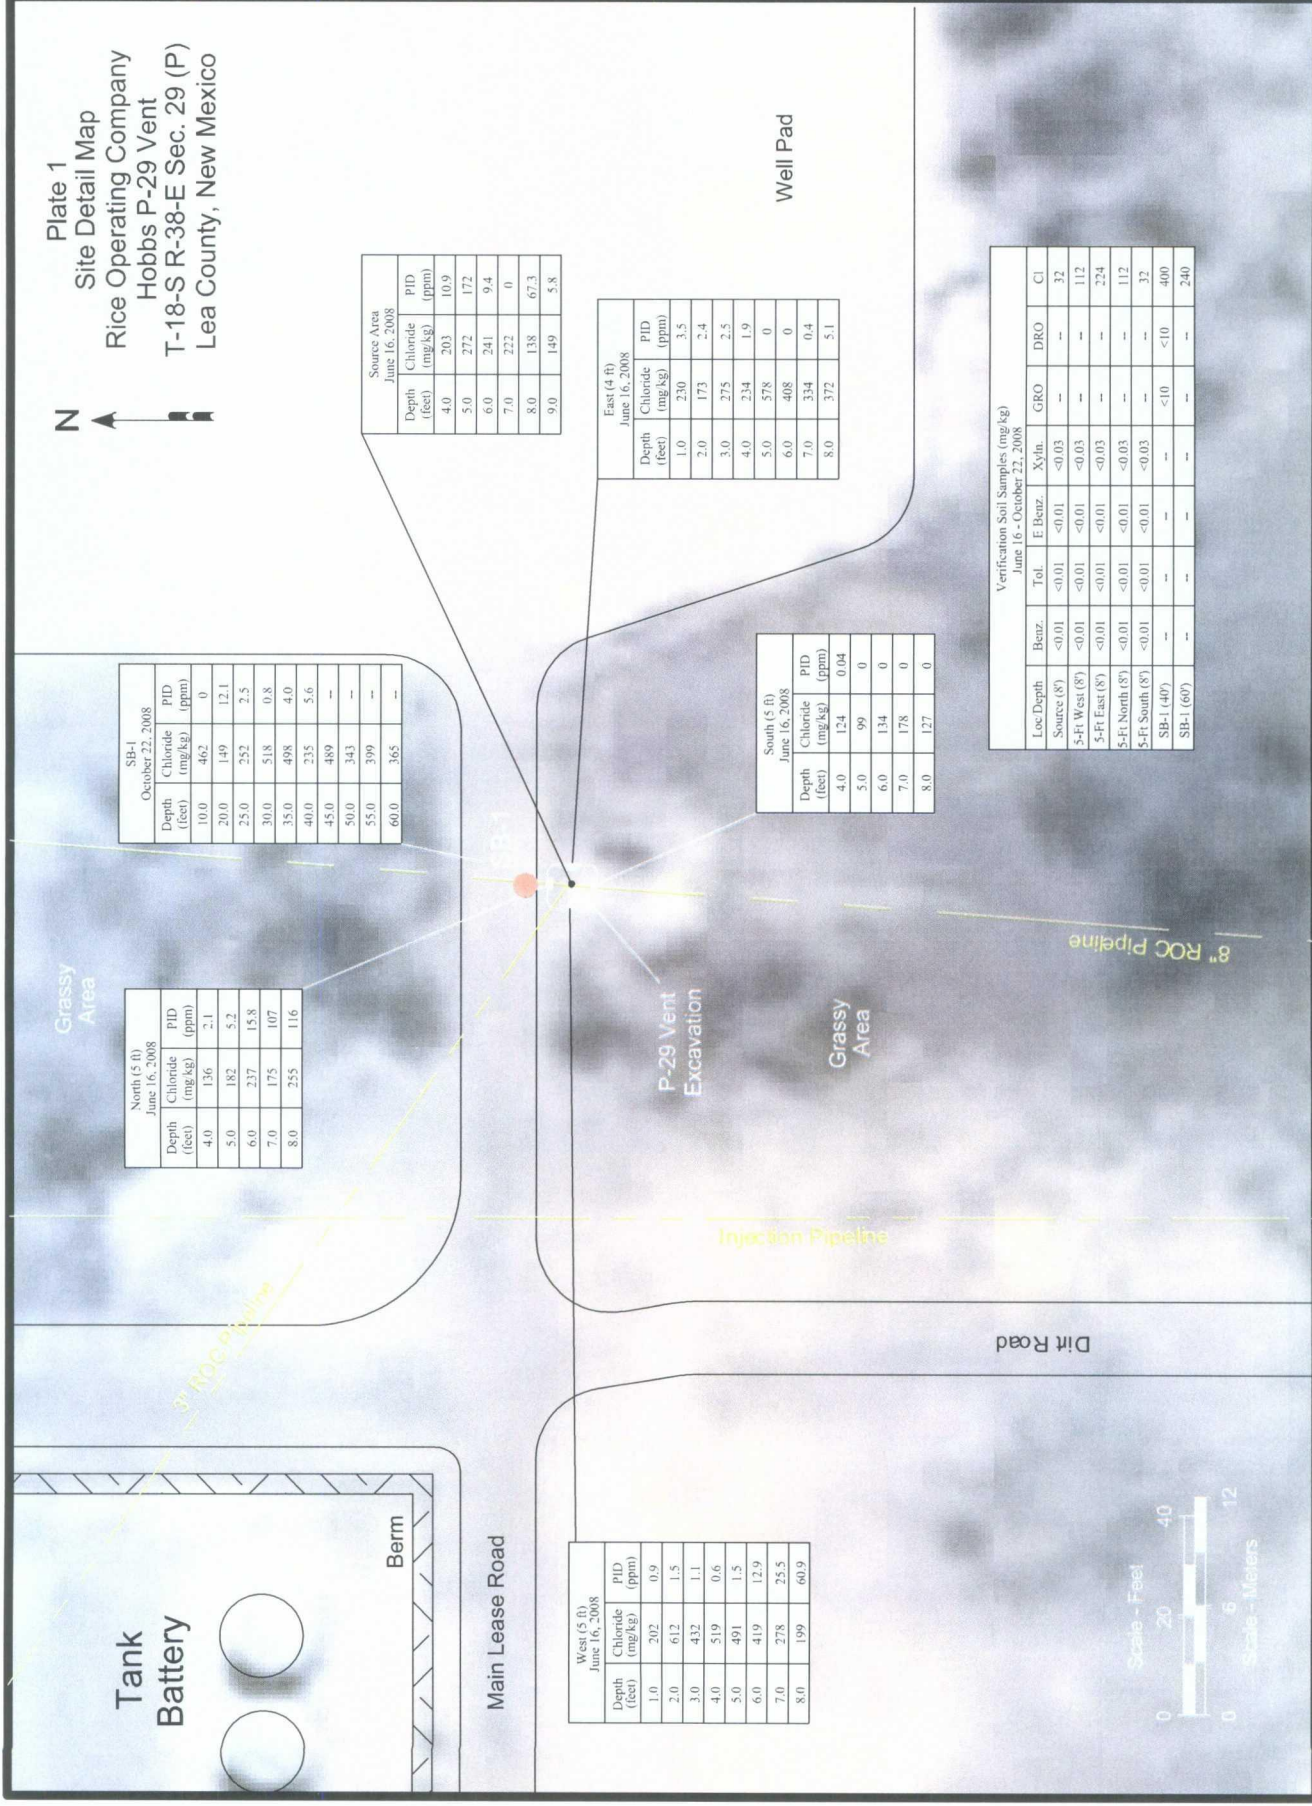 Plate 1
Site Detail Map
Rice Operating Company
Hobbs P-29 Vent
T-18-S R-38-E Sec. 29 (P)
Lea County, New Mexico
N
Tank
Battery
Berm
Main Lease Road
3" ROC Pipeline
Grassy
Area
North (5 ft)
June 16, 2008
Depth (feet) Chloride (mg/kg) PID (ppm)
4.0 136 2.1
5.0 182 5.2
6.0 237 15.8
7.0 175 107
8.0 255 116
SB-1
October 22, 2008
Depth (feet) Chloride (mg/kg) PID (ppm)
10.0 462 0
20.0 149 12.1
25.0 252 2.5
30.0 518 0.8
35.0 498 4.0
40.0 235 5.6
45.0 489 --
50.0 343 --
55.0 399 --
60.0 365 --
Source Area
June 16, 2008
Depth (feet) Chloride (mg/kg) PID (ppm)
4.0 203 10.9
5.0 272 172
6.0 241 9.4
7.0 222 0
8.0 138 67.3
9.0 149 5.8
SB-1
West (5 ft)
June 16, 2008
Depth (feet) Chloride (mg/kg) PID (ppm)
1.0 202 0.9
2.0 612 1.5
3.0 432 1.1
4.0 519 0.6
5.0 491 1.5
6.0 419 12.9
7.0 278 25.5
8.0 199 60.9
East (4 ft)
June 16, 2008
Depth (feet) Chloride (mg/kg) PID (ppm)
1.0 230 3.5
2.0 173 2.4
3.0 275 2.5
4.0 234 1.9
5.0 578 0
6.0 408 0
7.0 334 0.4
8.0 372 5.1
P-29 Vent
Excavation
Injection Pipeline
Grassy
Area
South (5 ft)
June 16, 2008
Depth (feet) Chloride (mg/kg) PID (ppm)
4.0 124 0.04
5.0 99 0
6.0 134 0
7.0 178 0
8.0 127 0
Well Pad
Dirt Road
8" ROC Pipeline
Verification Soil Samples (mg/kg)
June 16 - October 22, 2008
Loc/Depth Benz. Tol. E Benz. Xyln. GRO DRO Cl
Source (8') <0.01 <0.01 <0.01 <0.03 -- -- 32
5-Ft West (8') <0.01 <0.01 <0.01 <0.03 -- -- 112
5-Ft East (8') <0.01 <0.01 <0.01 <0.03 -- -- 224
5-Ft North (8') <0.01 <0.01 <0.01 <0.03 -- -- 112
5-Ft South (8') <0.01 <0.01 <0.01 <0.03 -- -- 32
SB-1 (40') -- -- -- -- <10 <10 400
SB-1 (60') -- -- -- -- -- -- 240
Scale - Feet
0 20 40
0 6 12
Scale - Meters